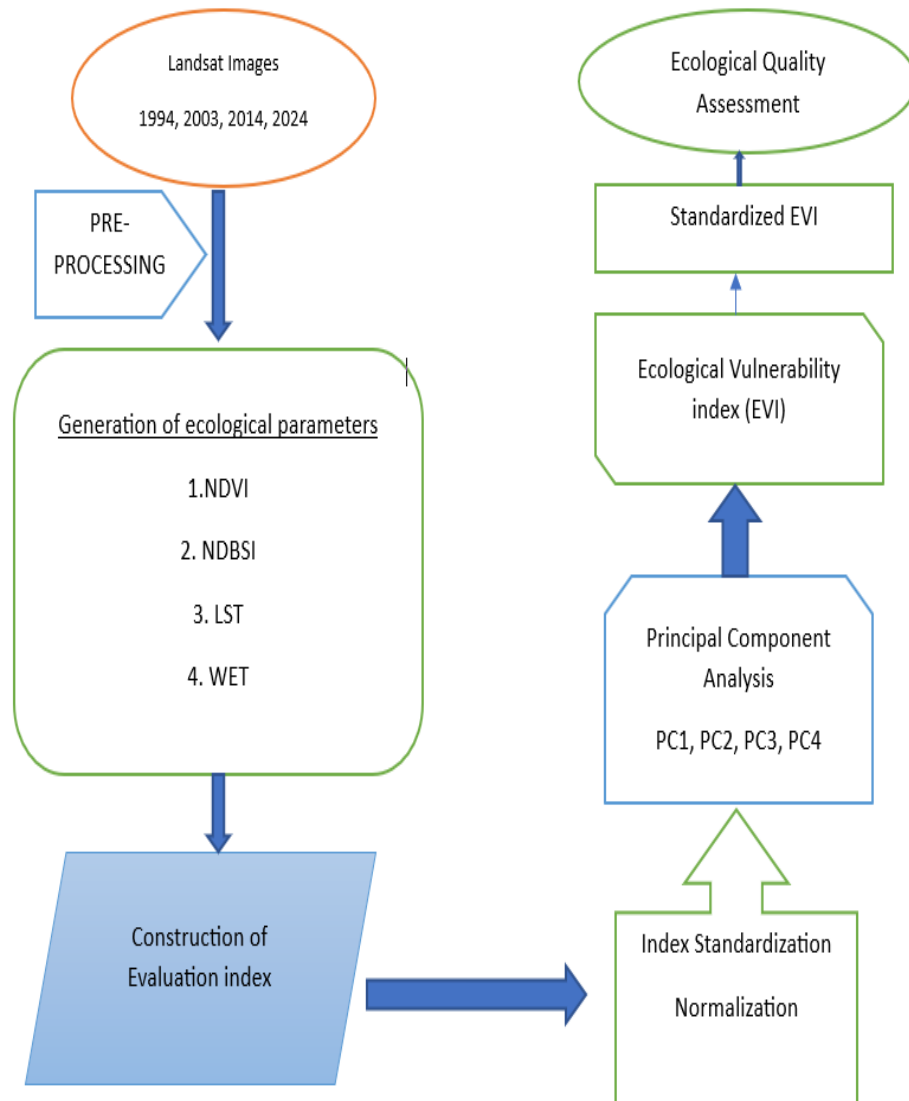 Landsat Images
1994, 2003, 2014, 2024
PRE-
PROCESSING
Generation of ecological parameters
1.NDVI
2. NDBSI
3. LST
4. WET
Construction of
Evaluation index
Index Standardization
Normalization
Principal Component
Analysis
PC1, PC2, PC3, PC4
Ecological Vulnerability
index (EVI)
Standardized EVI
Ecological Quality
Assessment